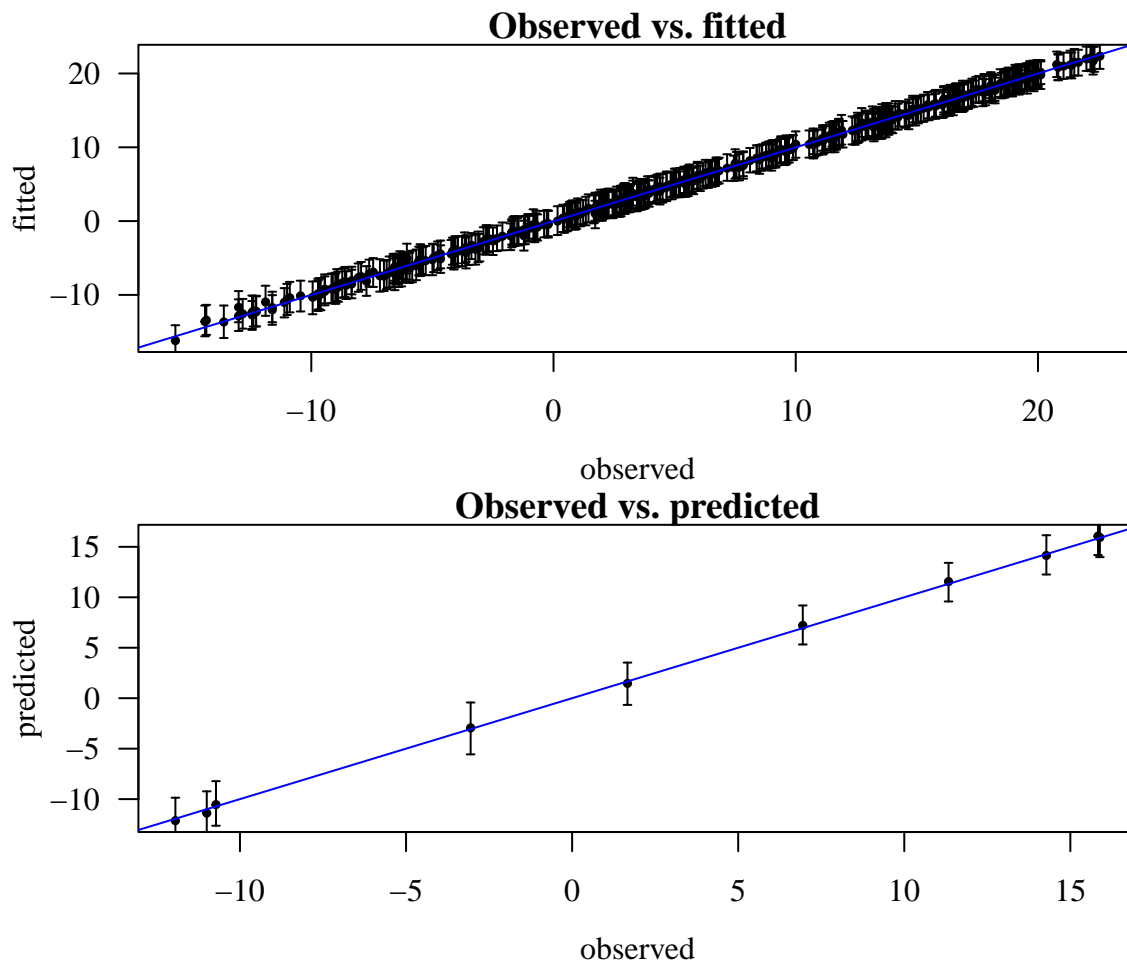 Observed vs. fitted
20
10
0
−10
fitted
−10 0 10 20
observed
Observed vs. predicted
15
10
5
0
−5
−10
predicted
−10 −5 0 5 10 15
observed